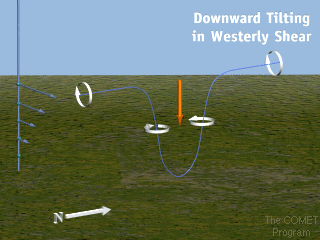 Downward Tilting
in Westerly Shear
N
The COMET
Program